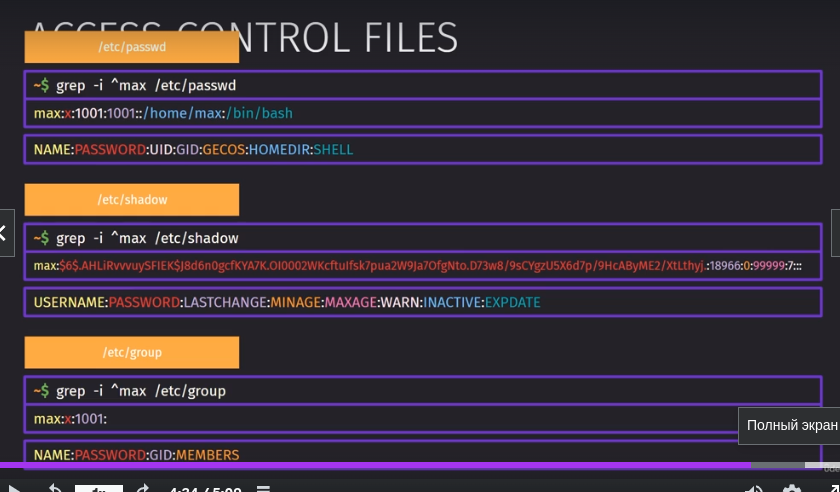 ACCESS CONTROL FILES
/etc/passwd
~$ grep -i ^max /etc/passwd
max:x:1001:1001::/home/max:/bin/bash
NAME:PASSWORD:UID:GID:GECOS:HOMEDIR:SHELL
/etc/shadow
~$ grep -i ^max /etc/shadow
max:$6$.AHLiRvvvuySFIEK$J8d6n0gcfKYA7K.OI0002WKcftuIfsk7pua2W9Ja7OfgNto.D73w8/9sCYgzU5X6d7p/9HcAByME2/XtLthyj.:18966:0:99999:7:::
USERNAME:PASSWORD:LASTCHANGE:MINAGE:MAXAGE:WARN:INACTIVE:EXPDATE
/etc/group
~$ grep -i ^max /etc/group
max:x:1001:
Полный экран
NAME:PASSWORD:GID:MEMBERS
1x 4:34 / 5:00